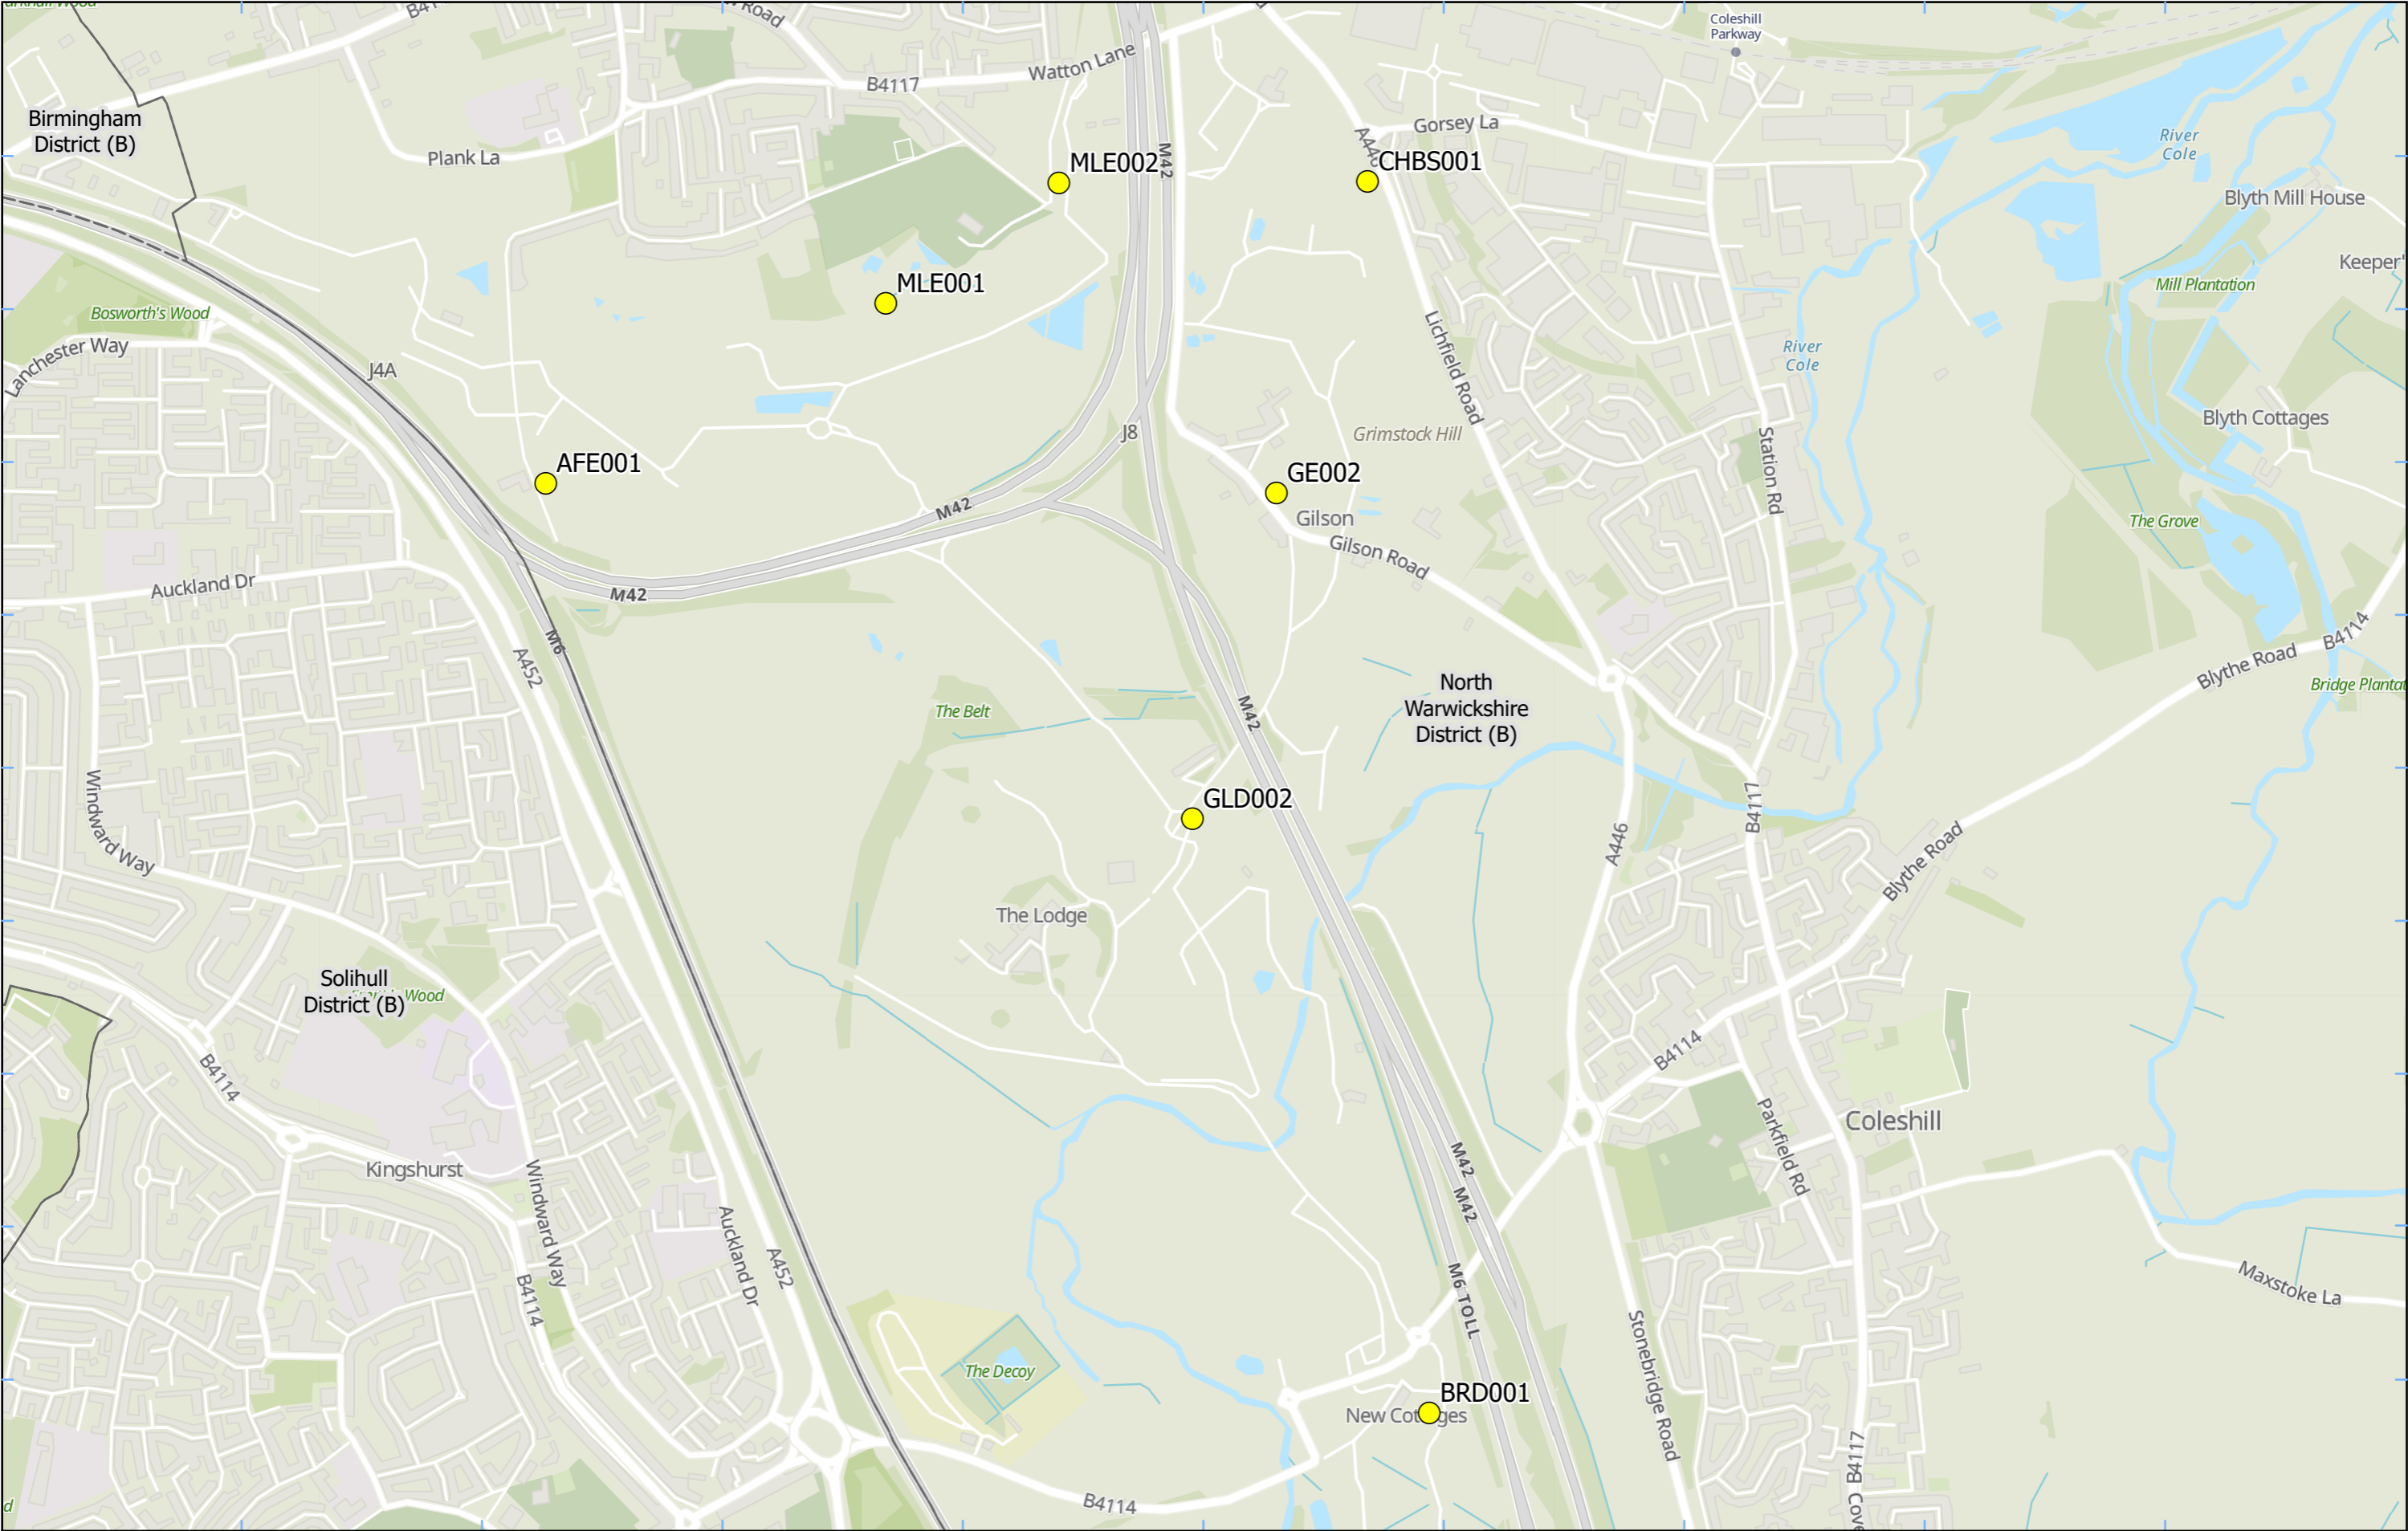 Coleshill
Parkway
Road
Watton Lane
B4117
Gorsey La
Birmingham
District (B)
Plank La
M42
MLE002
CHBS001
River
Cole
Blyth Mill House
Keeper'
Mill Plantation
MLE001
Bosworth's Wood
Lanchester Way
J4A
Lichfield Road
River
Cole
Blyth Cottages
J8
Grimstock Hill
Station Rd
AFE001
GE002
M42
Gilson
The Grove
Gilson Road
Auckland Dr
M42
M6
A452
B4114
Blythe Road
North
Warwickshire
District (B)
The Belt
M42
Windward Way
GLD002
B4117
A446
Blythe Road
The Lodge
Solihull
District (B)
Wood
B4114
B4114
Coleshill
Parkfield Rd
Kingshurst
Windward Way
M42
M42
Auckland Dr
A452
B4114
M6 TOLL
Maxstoke La
Stonebridge Road
The Decoy
BRD001
New Cottages
B4117
B4114